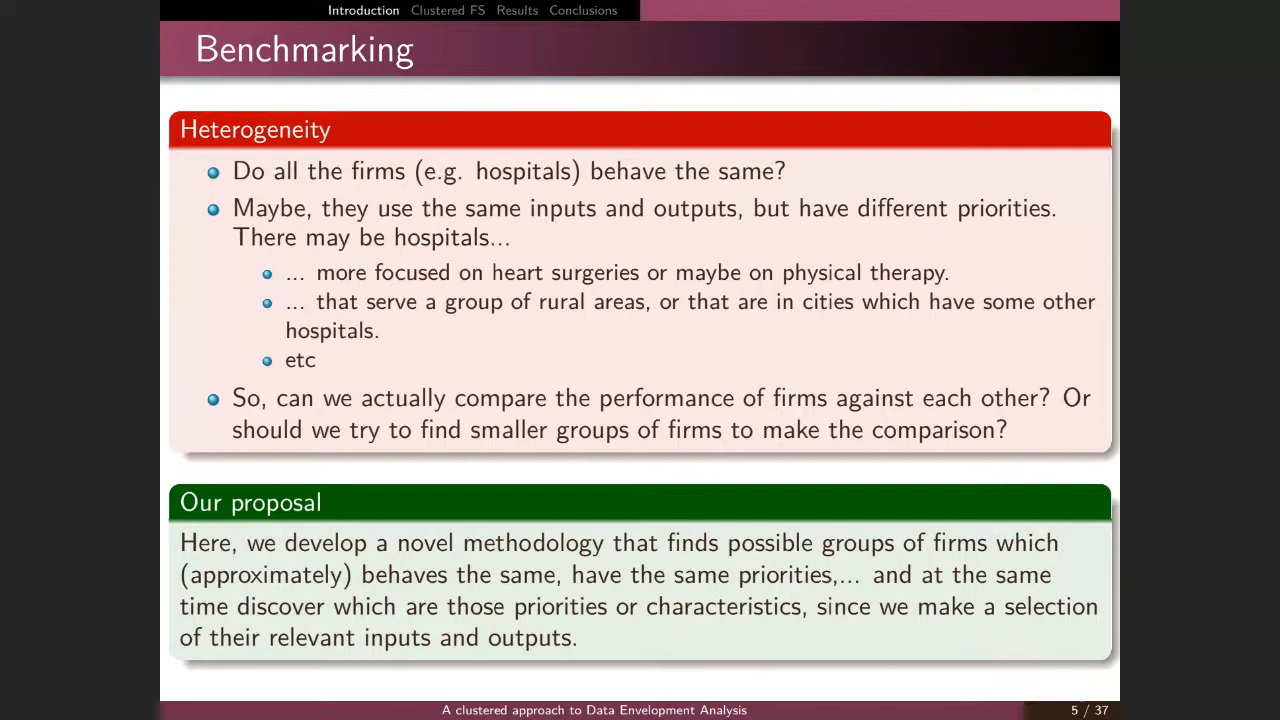 Introduction Clustered FS Results Conclusions
Benchmarking
Heterogeneity
Do all the firms (e.g. hospitals) behave the same?
Maybe, they use the same inputs and outputs, but have different priorities.
There may be hospitals...
... more focused on heart surgeries or maybe on physical therapy.
... that serve a group of rural areas, or that are in cities which have some other
hospitals.
etc
So, can we actually compare the performance of firms against each other? Or
should we try to find smaller groups of firms to make the comparison?
Our proposal
Here, we develop a novel methodology that finds possible groups of firms which
(approximately) behaves the same, have the same priorities,... and at the same
time discover which are those priorities or characteristics, since we make a selection
of their relevant inputs and outputs.
A clustered approach to Data Envelopment Analysis 5 / 37